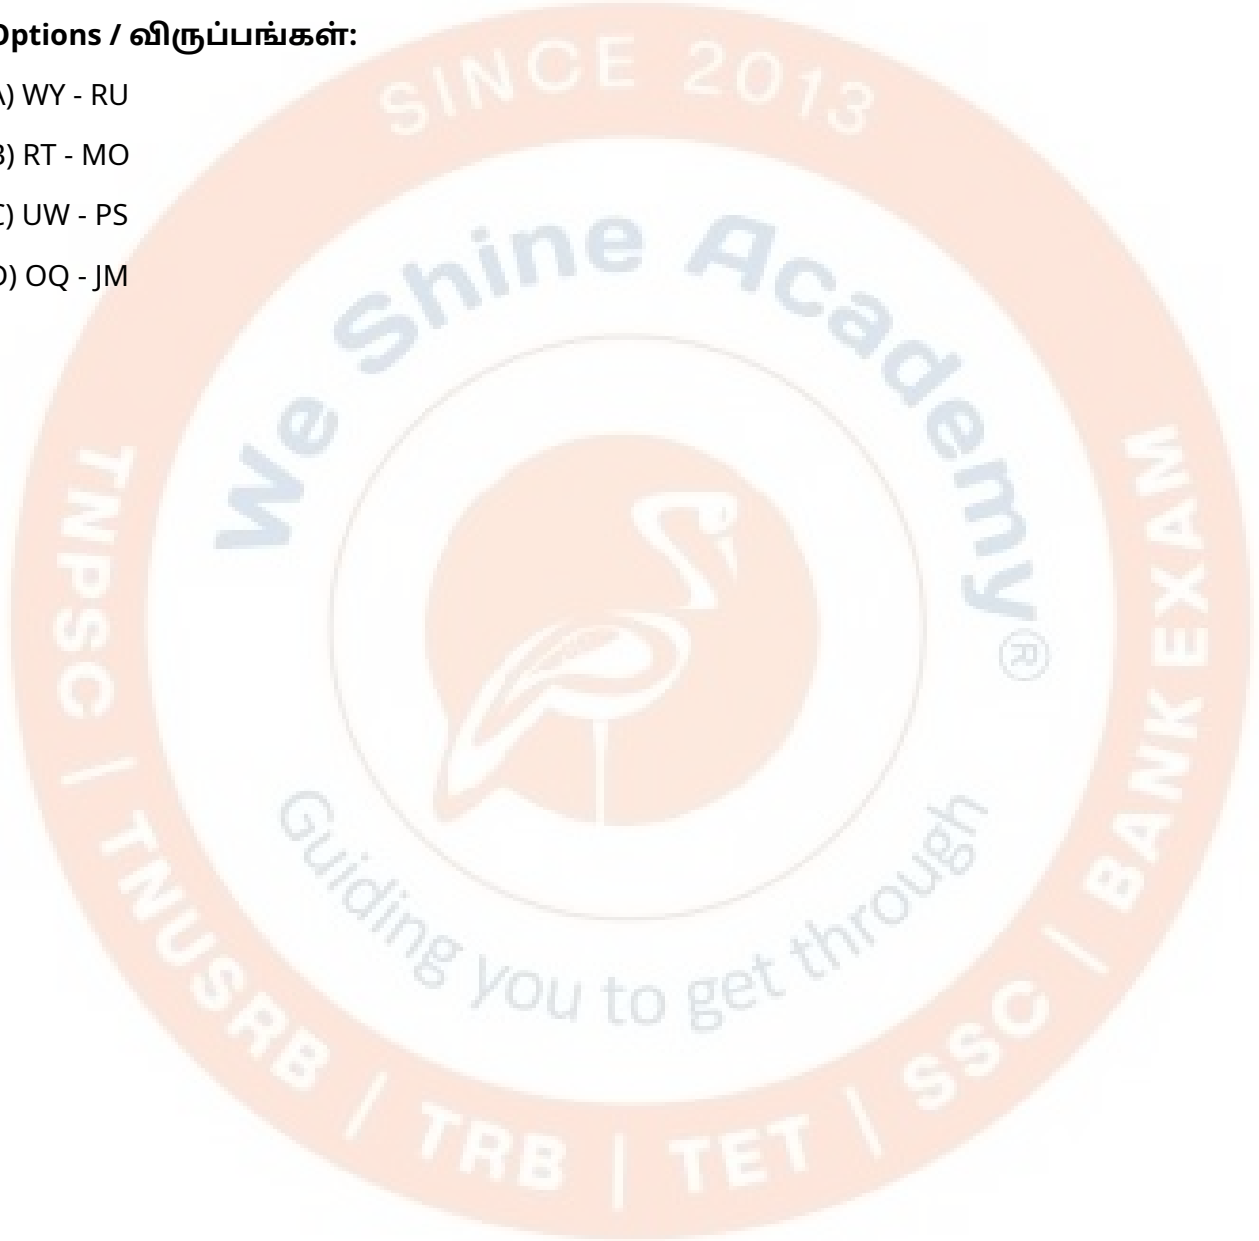 Options / விருப்பங்கள்:
A) WY - RU
B) RT - MO
C) UW - PS
D) OQ - JM
SINCE 2013
We Shine Academy®
Guiding you to get through
TNPSC | TNUSRB | TRB | TET | SSC | BANK EXAM